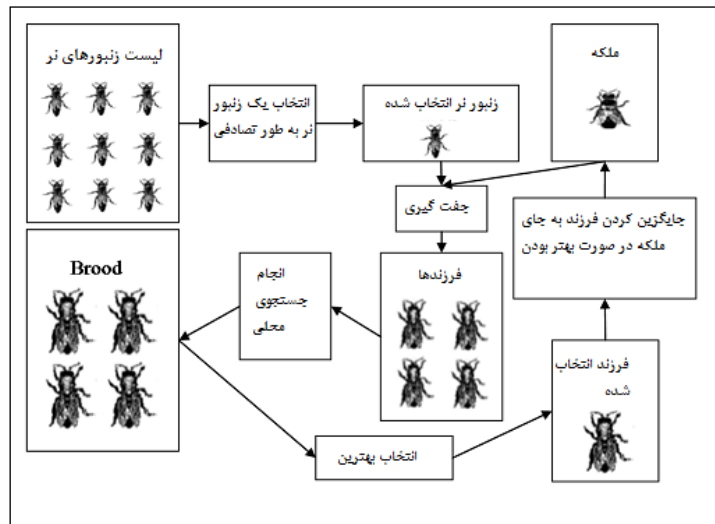 لیست زنبورهای نر
انتخاب یک زنبور
نر به طور تصادفی
زنبور نر انتخاب شده
ملکه
جفت گیری
جایگزین کردن فرزند به جای
ملکه در صورت بهتر بودن
Brood
انجام
جستجوی
محلی
فرزندها
فرزند انتخاب
شده
انتخاب بهترین